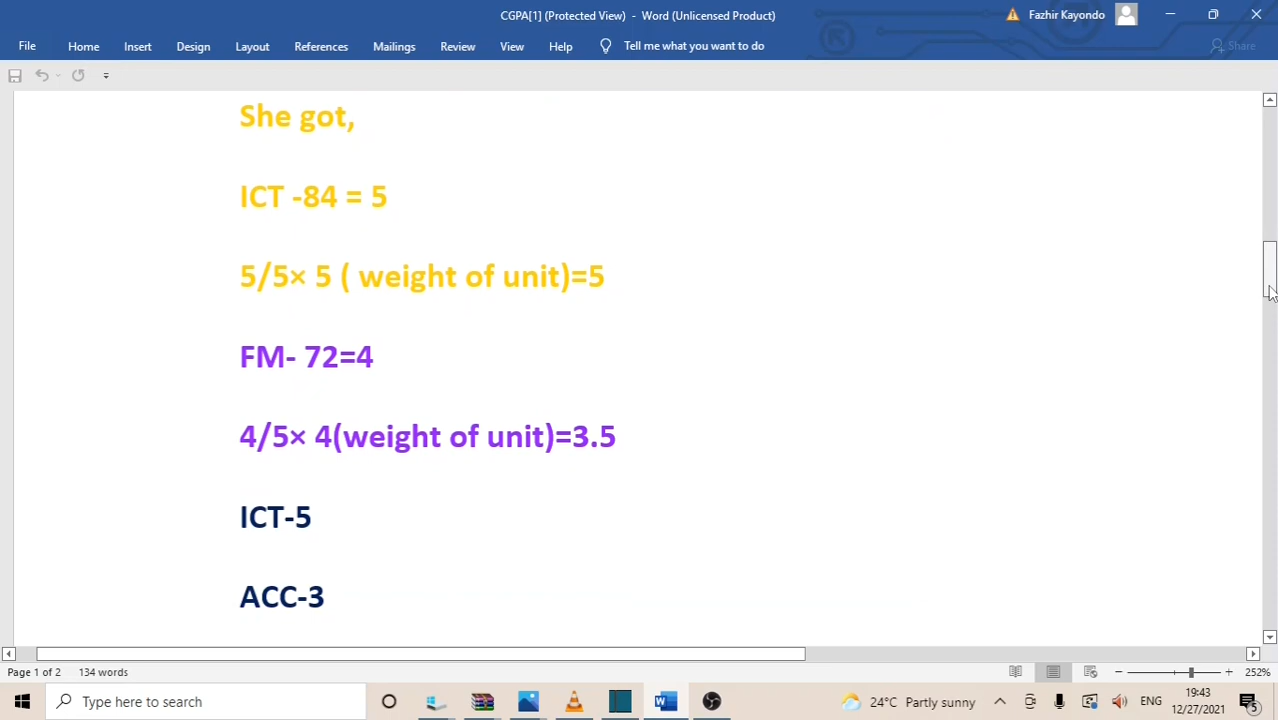 CGPA[1] (Protected View) - Word (Unlicensed Product)
Fazhir Kayondo
File Home Insert Design Layout References Mailings Review View Help Tell me what you want to do Share
She got,
ICT -84 = 5
5/5× 5 ( weight of unit)=5
FM- 72=4
4/5× 4(weight of unit)=3.5
ICT-5
ACC-3
Page 1 of 2 134 words 252%
Type here to search 24°C Partly sunny ENG 19:43
12/27/2021 5